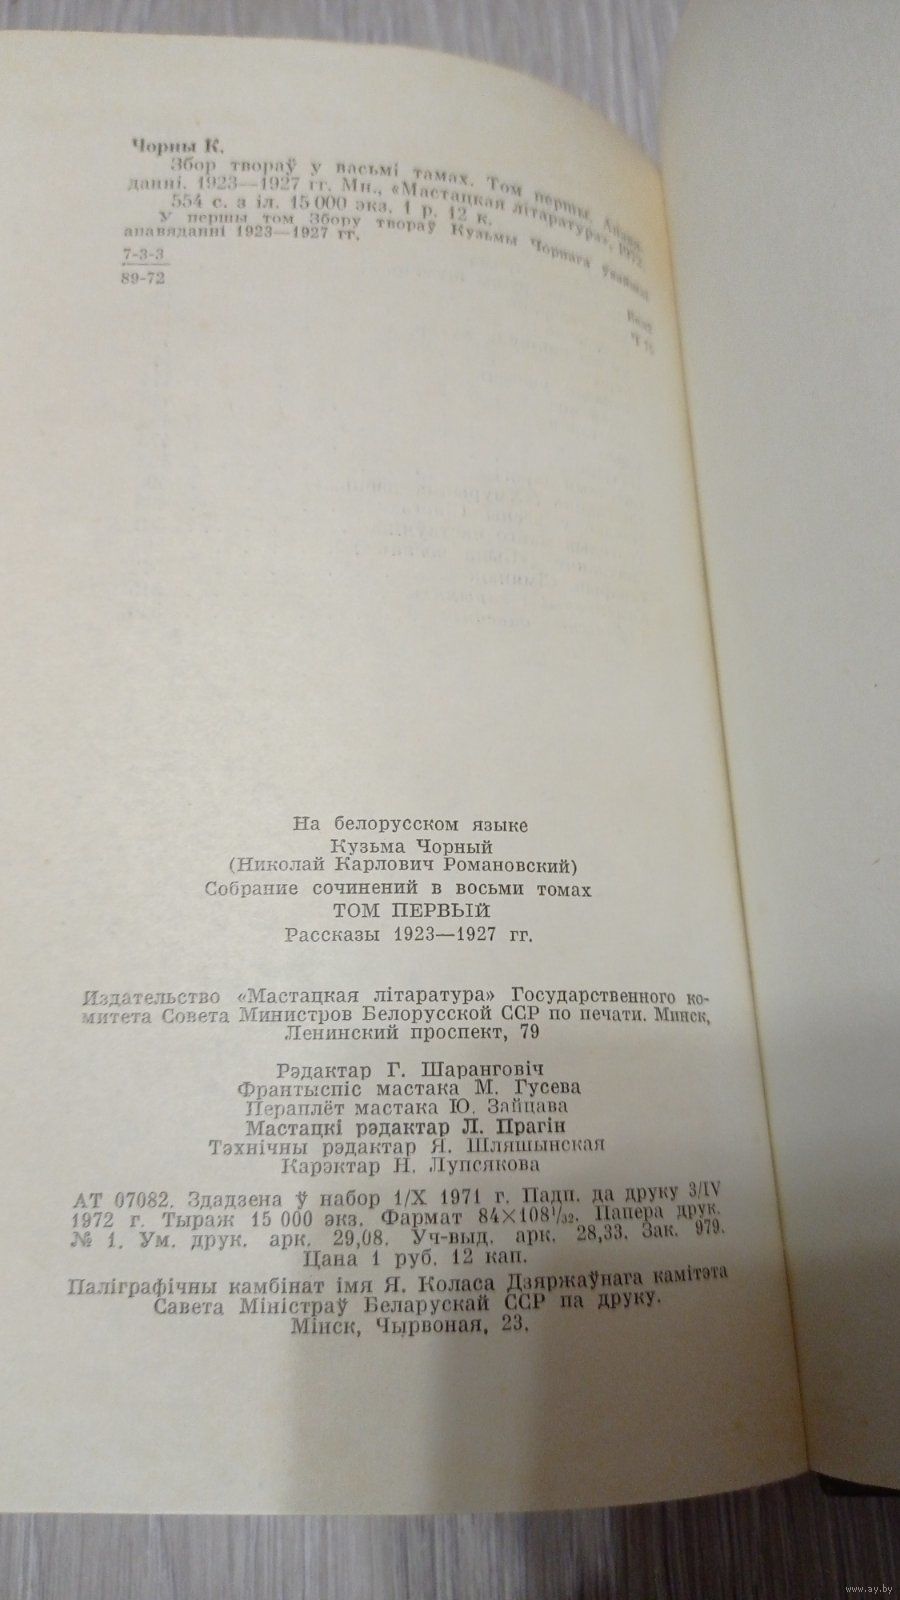 Чорны К.
Збор твораў у васьмі тамах. Том першы. Апавя-
данні. 1923—1927 гг. Мн., «Мастацкая літаратура», 1972.
554 с. з іл. 15 000 экз. 1 р. 12 к.
У першы том Збору твораў Кузьмы Чорнага ўвайшлі
апавяданні 1923—1927 гг.
7-3-3
89-72
На белорусском языке
Кузьма Чорный
(Николай Карлович Романовский)
Собрание сочинений в восьми томах
ТОМ ПЕРВЫЙ
Рассказы 1923—1927 гг.
Издательство «Мастацкая літаратура» Государственного ко-
митета Совета Министров Белорусской ССР по печати. Минск,
Ленинский проспект, 79
Рэдактар Г. Шаранговіч
Франтыспіс мастака М. Гусева
Пераплёт мастака Ю. Зайцава
Мастацкі рэдактар Л. Прагін
Тэхнічны рэдактар Я. Шляшынская
Карэктар Н. Лупсякова
АТ 07082. Здадзена ў набор 1/X 1971 г. Падп. да друку 3/IV
1972 г. Тыраж 15 000 экз. Фармат 84×108¹/₃₂. Папера друк.
№ 1. Ум. друк. арк. 29,08. Уч-выд. арк. 28,33. Зак. 979.
Цана 1 руб. 12 кап.
Паліграфічны камбінат імя Я. Коласа Дзяржаўнага камітэта
Савета Міністраў Беларускай ССР па друку.
Мінск, Чырвоная, 23.
www.ay.by